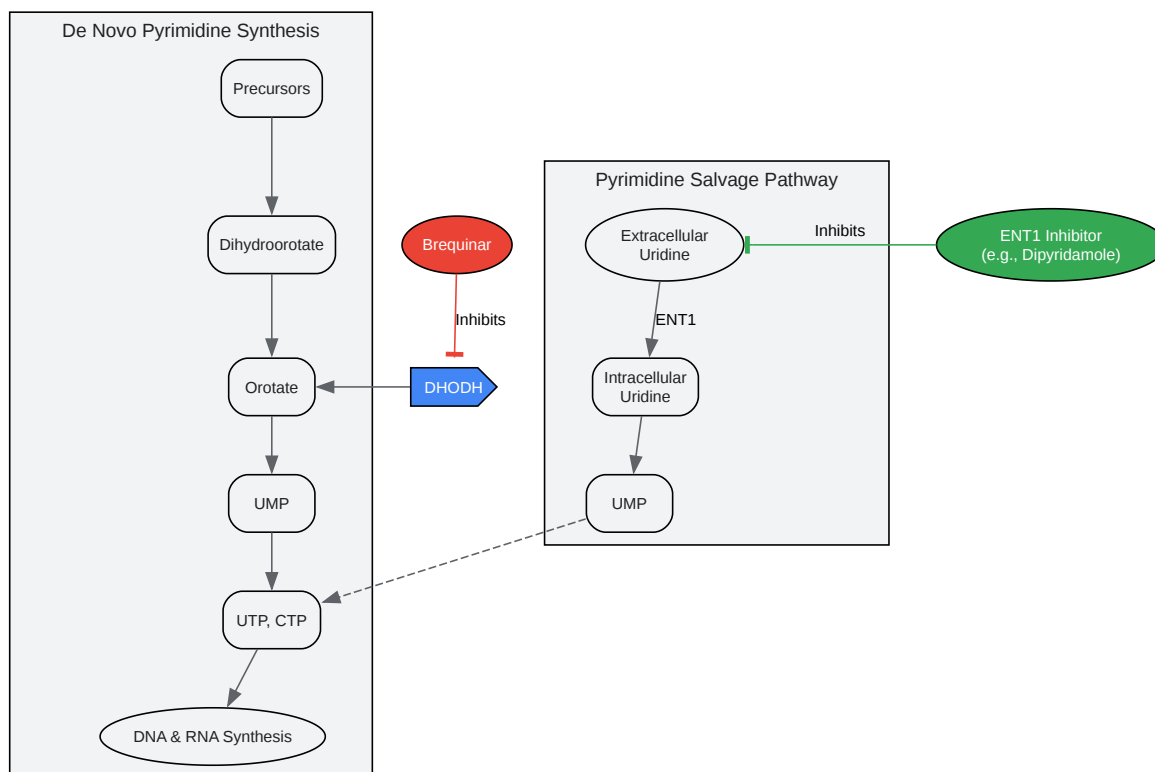 De Novo Pyrimidine Synthesis
Precursors
Dihydroorotate
Orotate
UMP
UTP, CTP
DNA & RNA Synthesis
Brequinar
Inhibits
DHODH
Pyrimidine Salvage Pathway
Extracellular
Uridine
ENT1
Intracellular
Uridine
UMP
Inhibits
ENT1 Inhibitor
(e.g., Dipyridamole)